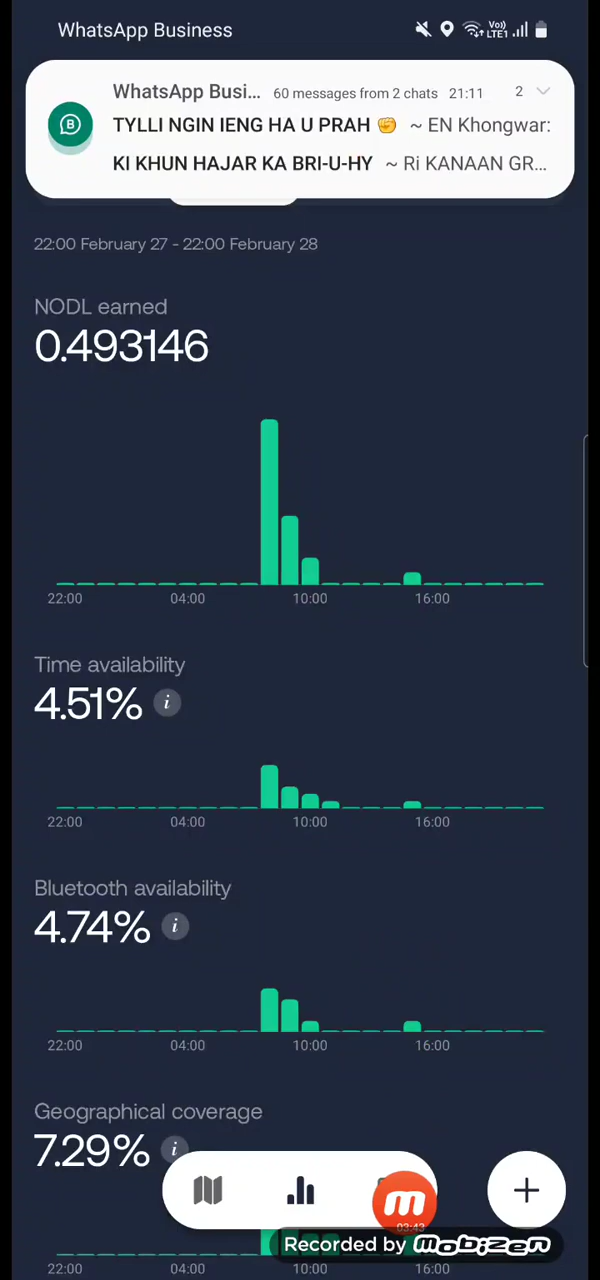 WhatsApp Business
Vo)) LTE1
WhatsApp Busi... 60 messages from 2 chats 21:11 2
TYLLI NGIN IENG HA U PRAH ✊ ~ EN Khongwar:
KI KHUN HAJAR KA BRI-U-HY ~ Ri KANAAN GR...
22:00 February 27 - 22:00 February 28
NODL earned
0.493146
22:00 04:00 10:00 16:00
Time availability
4.51% i
22:00 04:00 10:00 16:00
Bluetooth availability
4.74% i
22:00 04:00 10:00 16:00
Geographical coverage
7.29% i
03:43
Recorded by mobizen
22:00 04:00 10:00 16:00